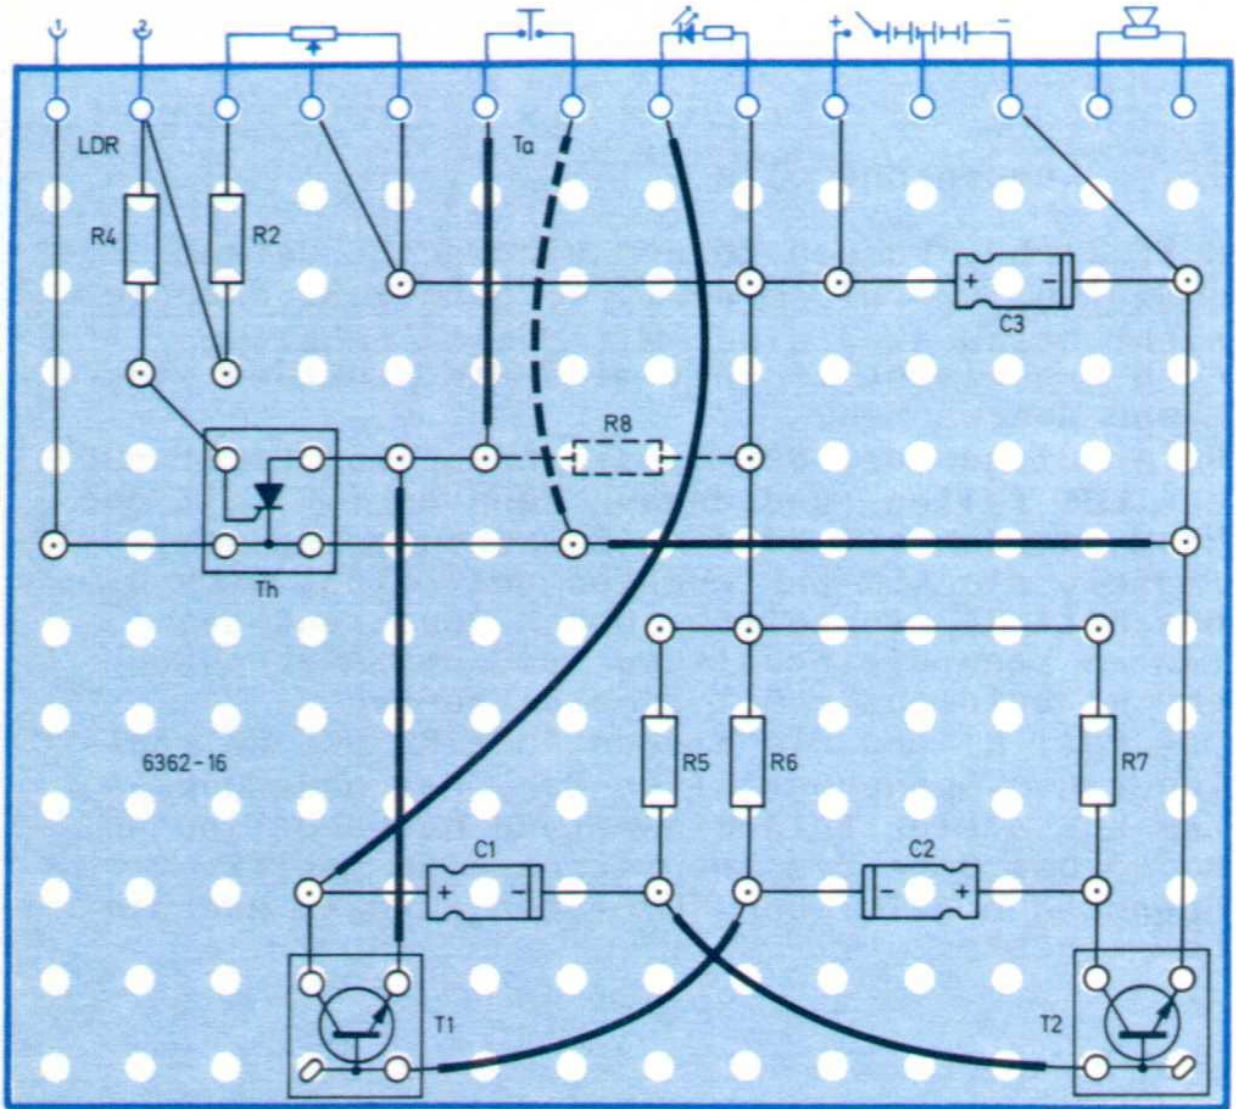 1
2
+
−
LDR
Ta
R4
R2
+
−
C3
R8
Th
R5
R6
R7
6362-16
C1
C2
+
−
−
+
T1
T2